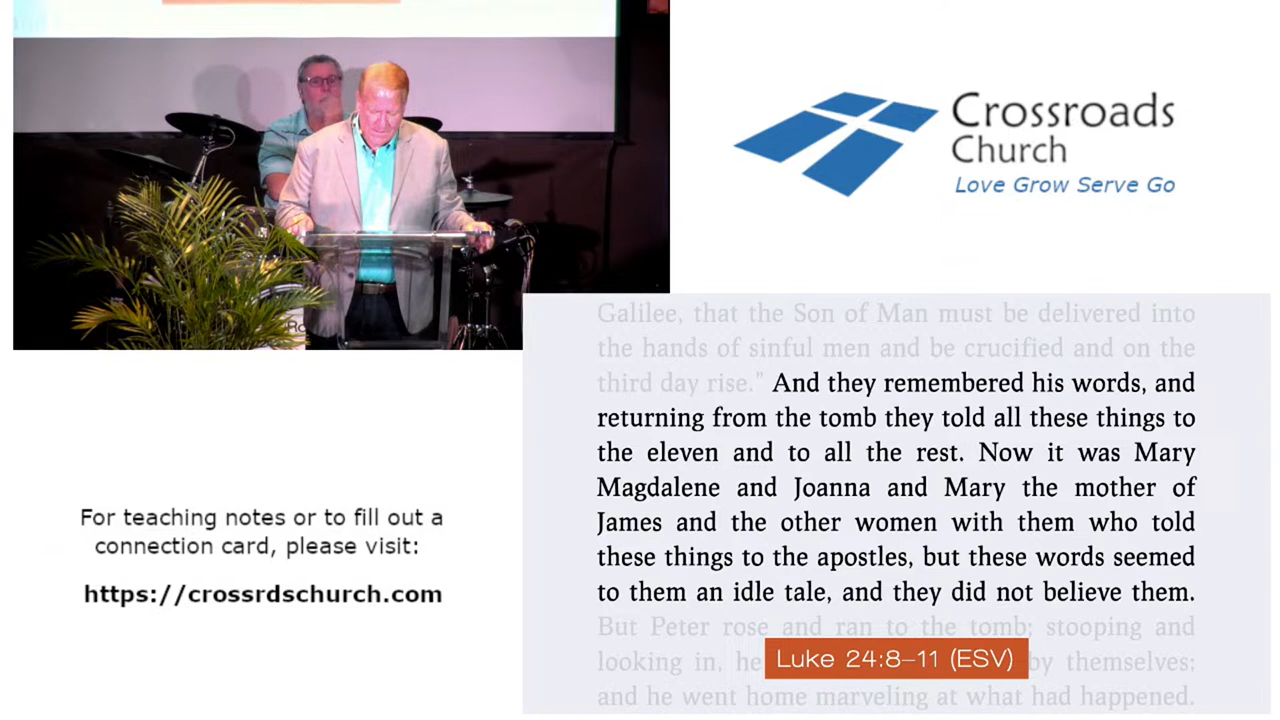 Crossroads
Church
Love Grow Serve Go
Galilee, that the Son of Man must be delivered into
the hands of sinful men and be crucified and on the
third day rise." And they remembered his words, and
returning from the tomb they told all these things to
the eleven and to all the rest. Now it was Mary
Magdalene and Joanna and Mary the mother of
James and the other women with them who told
these things to the apostles, but these words seemed
to them an idle tale, and they did not believe them.
But Peter rose and ran to the tomb; stooping and
looking in, he by themselves;
and he went home marveling at what had happened.
Luke 24:8–11 (ESV)
For teaching notes or to fill out a
connection card, please visit:
https://crossrdschurch.com